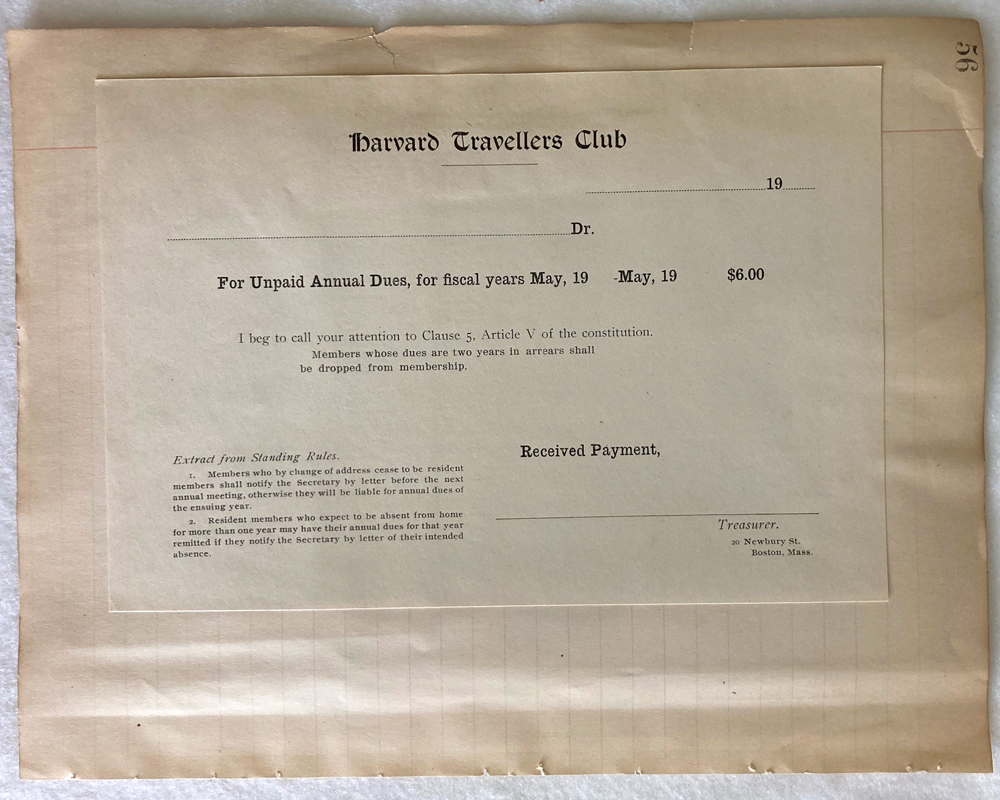 56
Harvard Travellers Club
19
Dr.
For Unpaid Annual Dues, for fiscal years May, 19 -May, 19 $6.00
I beg to call your attention to Clause 5, Article V of the constitution.
Members whose dues are two years in arrears shall
be dropped from membership.
Extract from Standing Rules.
1. Members who by change of address cease to be resident
members shall notify the Secretary by letter before the next
annual meeting, otherwise they will be liable for annual dues of
the ensuing year.
2. Resident members who expect to be absent from home
for more than one year may have their annual dues for that year
remitted if they notify the Secretary by letter of their intended
absence.
Received Payment,
Treasurer.
20 Newbury St.
Boston, Mass.